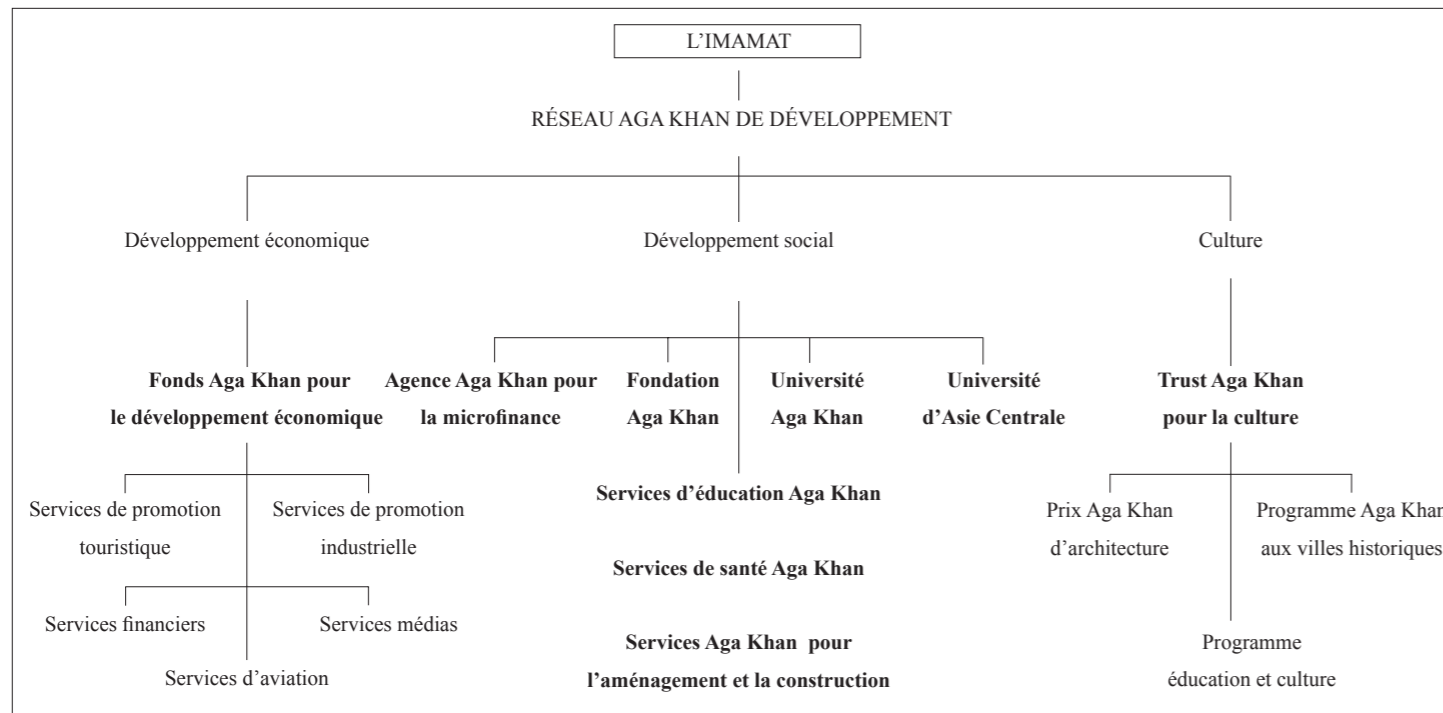 L'IMAMAT
RÉSEAU AGA KHAN DE DÉVELOPPEMENT
Développement économique
Développement social
Culture
Fonds Aga Khan pour
le développement économique
Agence Aga Khan pour
la microfinance
Fondation
Aga Khan
Université
Aga Khan
Université
d'Asie Centrale
Trust Aga Khan
pour la culture
Services de promotion
touristique
Services de promotion
industrielle
Services financiers
Services médias
Services d'aviation
Services d'éducation Aga Khan
Services de santé Aga Khan
Services Aga Khan pour
l'aménagement et la construction
Prix Aga Khan
d'architecture
Programme Aga Khan
aux villes historiques
Programme
éducation et culture